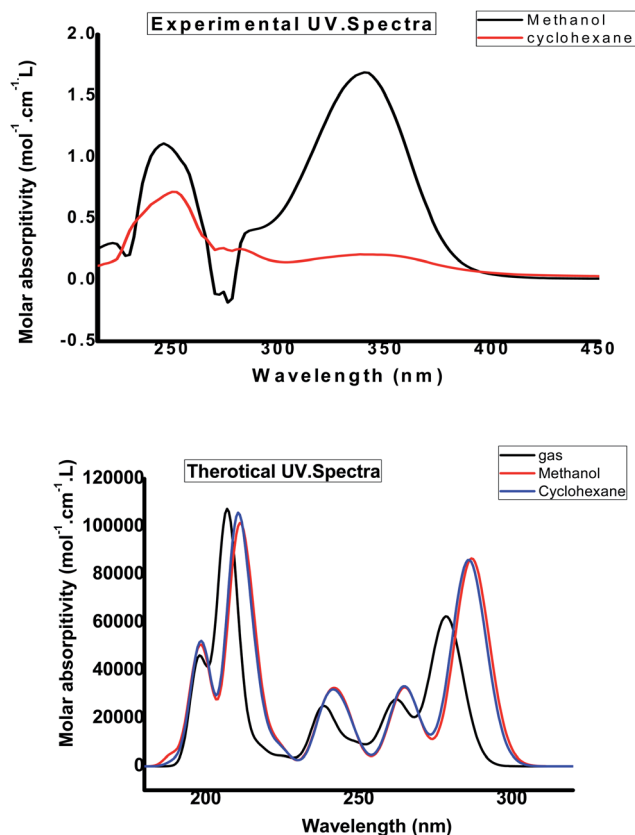 Experimental UV.Spectra
Methanol
cyclohexane
Molar absorpitivity (mol-1.cm-1.L)
2.0
1.5
1.0
0.5
0.0
-0.5
250 300 350 400 450
Wavelength (nm)
Therotical UV.Spectra
gas
Methanol
Cyclohexane
Molar absorpitivity (mol-1.cm-1.L)
120000
100000
80000
60000
40000
20000
0
200 250 300
Wavelength (nm)